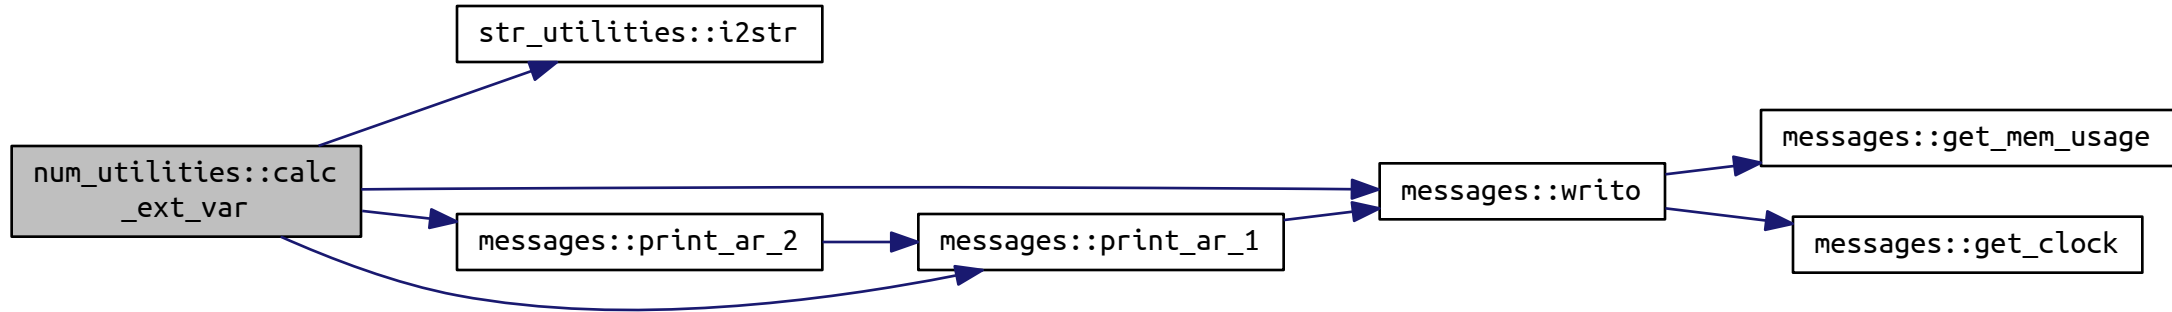 str_utilities::i2str
messages::get_mem_usage
num_utilities::calc
_ext_var
messages::writo
messages::print_ar_2
messages::print_ar_1
messages::get_clock